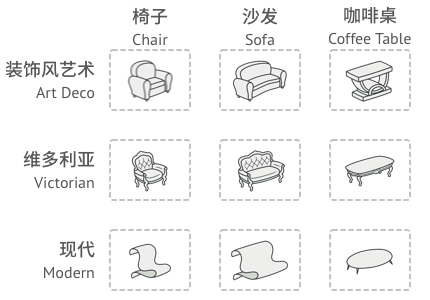 椅子
Chair
沙发
Sofa
咖啡桌
Coffee Table
装饰风艺术
Art Deco
维多利亚
Victorian
现代
Modern